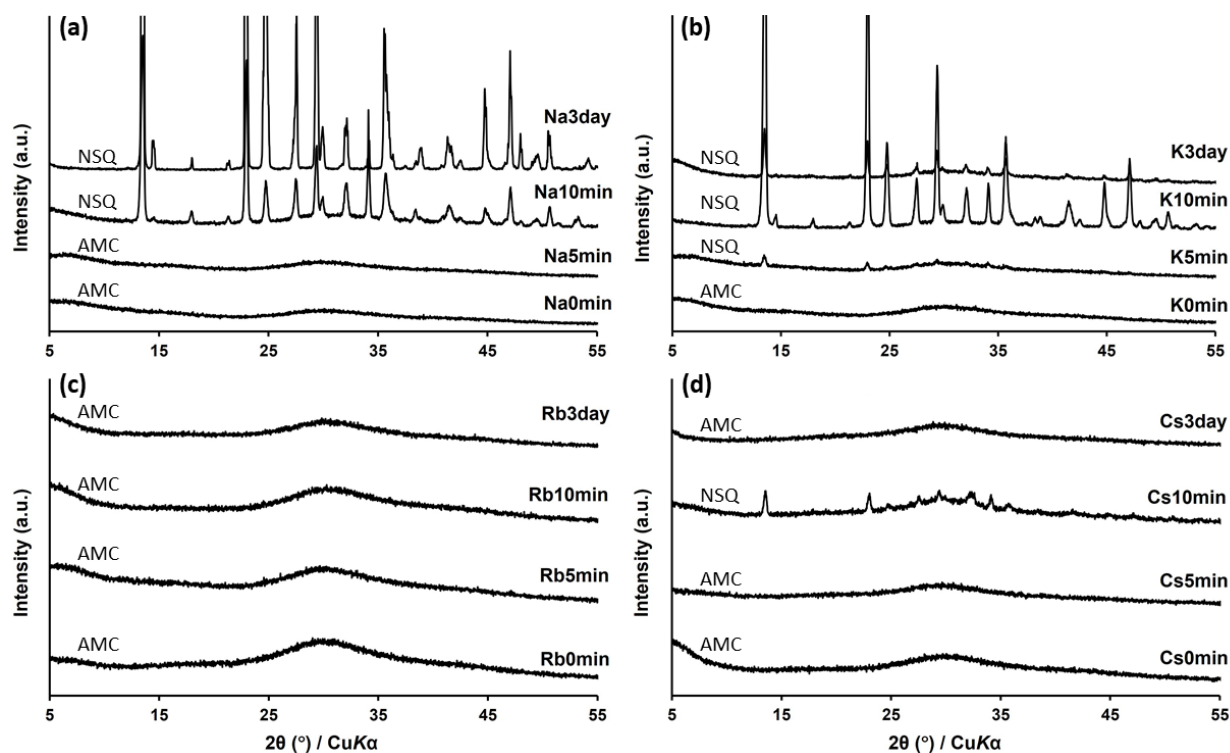 (a)
Intensity (a.u.)
NSQ
Na3day
NSQ
Na10min
AMC
Na5min
AMC
Na0min
5 15 25 35 45 55
(b)
Intensity (a.u.)
NSQ
K3day
NSQ
K10min
NSQ
K5min
AMC
K0min
5 15 25 35 45 55
(c)
Intensity (a.u.)
AMC
Rb3day
AMC
Rb10min
AMC
Rb5min
AMC
Rb0min
5 15 25 35 45 55
2θ (°) / CuKα
(d)
Intensity (a.u.)
AMC
Cs3day
NSQ
Cs10min
AMC
Cs5min
AMC
Cs0min
5 15 25 35 45 55
2θ (°) / CuKα